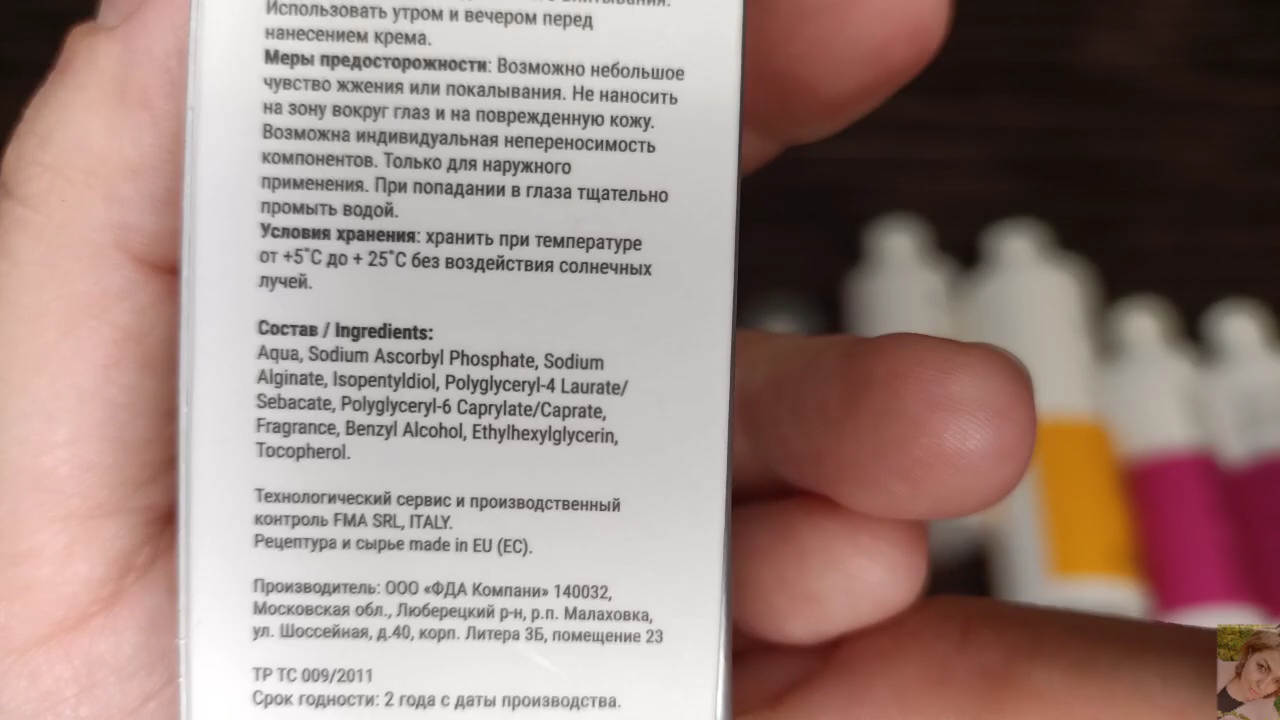 Использовать утром и вечером перед
нанесением крема.
Меры предосторожности: Возможно небольшое
чувство жжения или покалывания. Не наносить
на зону вокруг глаз и на поврежденную кожу.
Возможна индивидуальная непереносимость
компонентов. Только для наружного
применения. При попадании в глаза тщательно
промыть водой.
Условия хранения: хранить при температуре
от +5˚С до + 25˚С без воздействия солнечных
лучей.
Состав / Ingredients:
Aqua, Sodium Ascorbyl Phosphate, Sodium
Alginate, Isopentyldiol, Polyglyceryl-4 Laurate/
Sebacate, Polyglyceryl-6 Caprylate/Caprate,
Fragrance, Benzyl Alcohol, Ethylhexylglycerin,
Tocopherol.
Технологический сервис и производственный
контроль FMA SRL, ITALY.
Рецептура и сырье made in EU (EC).
Производитель: ООО «ФДА Компани» 140032,
Московская обл., Люберецкий р-н, р.п. Малаховка,
ул. Шоссейная, д.40, корп. Литера 3Б, помещение 23
ТР ТС 009/2011
Срок годности: 2 года с даты производства.